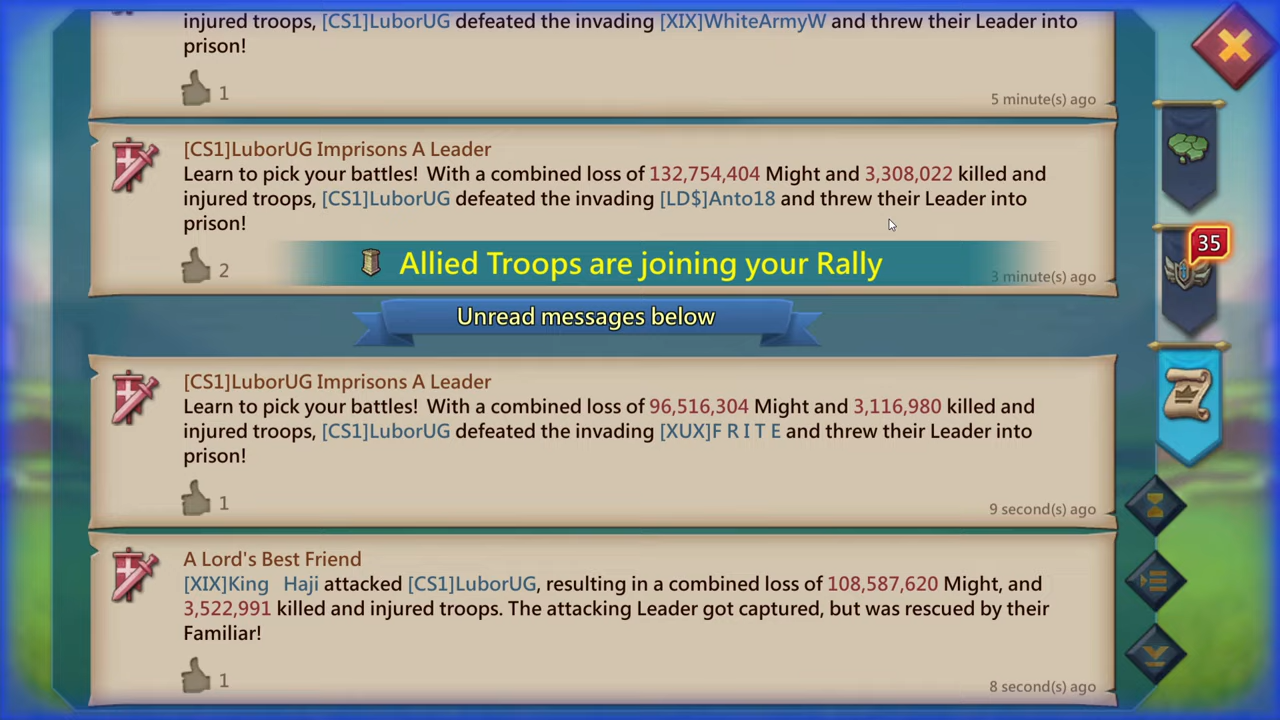 injured troops, [CS1]LuborUG defeated the invading [XIX]WhiteArmyW and threw their Leader into
prison!
1
5 minute(s) ago
[CS1]LuborUG Imprisons A Leader
Learn to pick your battles! With a combined loss of 132,754,404 Might and 3,308,022 killed and
injured troops, [CS1]LuborUG defeated the invading [LD$]Anto18 and threw their Leader into
prison!
2
3 minute(s) ago
Allied Troops are joining your Rally
35
Unread messages below
[CS1]LuborUG Imprisons A Leader
Learn to pick your battles! With a combined loss of 96,516,304 Might and 3,116,980 killed and
injured troops, [CS1]LuborUG defeated the invading [XUX]F R I T E and threw their Leader into
prison!
1
9 second(s) ago
A Lord's Best Friend
[XIX]King Haji attacked [CS1]LuborUG, resulting in a combined loss of 108,587,620 Might, and
3,522,991 killed and injured troops. The attacking Leader got captured, but was rescued by their
Familiar!
1
8 second(s) ago